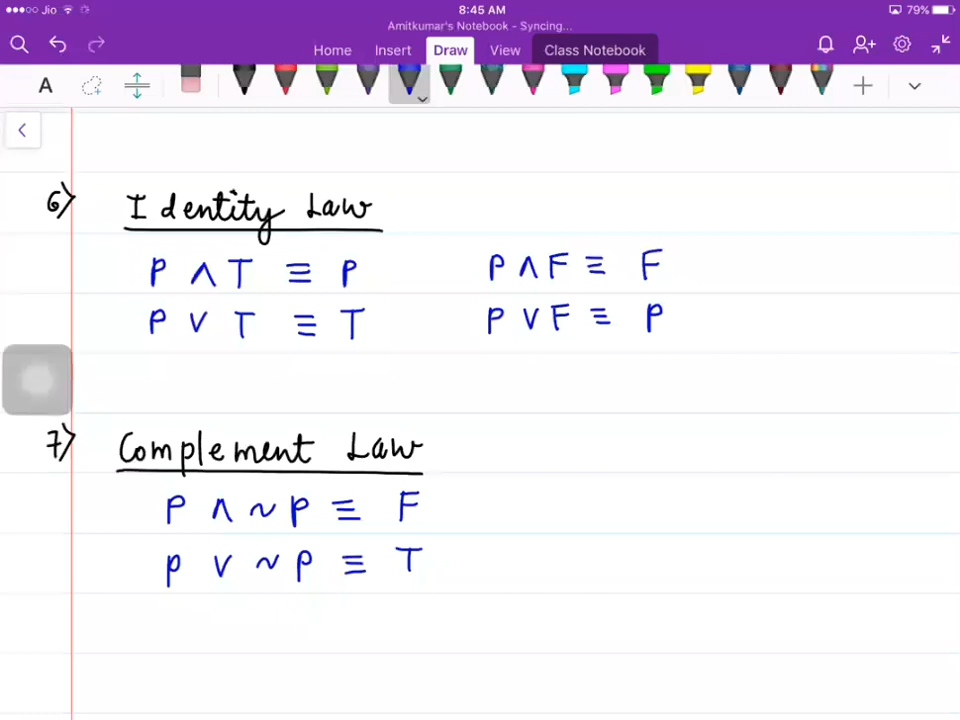 Jio 8:45 AM 79%
Amitkumar's Notebook - Syncing...
Home Insert Draw View Class Notebook
A
6) Identity Law
P ∧ T ≡ P P ∧ F ≡ F
P ∨ T ≡ T P ∨ F ≡ P
7) Complement Law
P ∧ ~P ≡ F
P ∨ ~P ≡ T